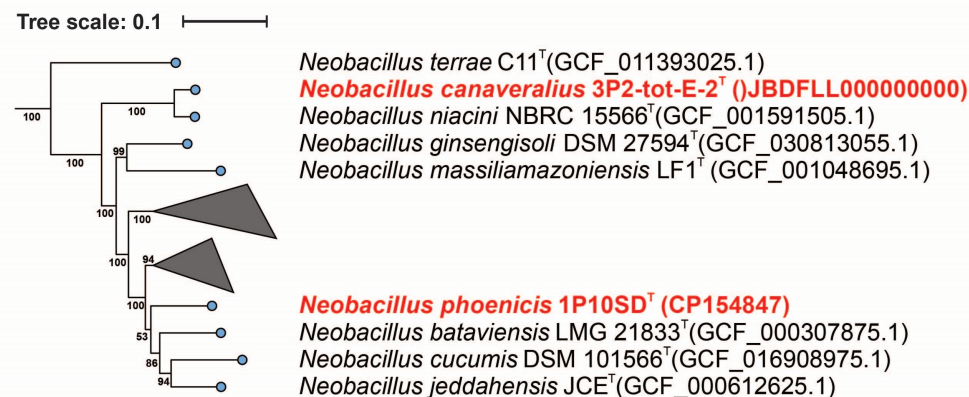 Tree scale: 0.1
Neobacillus terrae C11ᵀ(GCF_011393025.1)
Neobacillus canaveralius 3P2-tot-E-2ᵀ ()JBDFLL000000000)
100
100
Neobacillus niacini NBRC 15566ᵀ(GCF_001591505.1)
Neobacillus ginsengisoli DSM 27594ᵀ(GCF_030813055.1)
99
100
Neobacillus massiliamazoniensis LF1ᵀ (GCF_001048695.1)
100
100
94
100
100
Neobacillus phoenicis 1P10SDᵀ (CP154847)
53
Neobacillus bataviensis LMG 21833ᵀ(GCF_000307875.1)
86
Neobacillus cucumis DSM 101566ᵀ(GCF_016908975.1)
94
Neobacillus jeddahensis JCEᵀ(GCF_000612625.1)